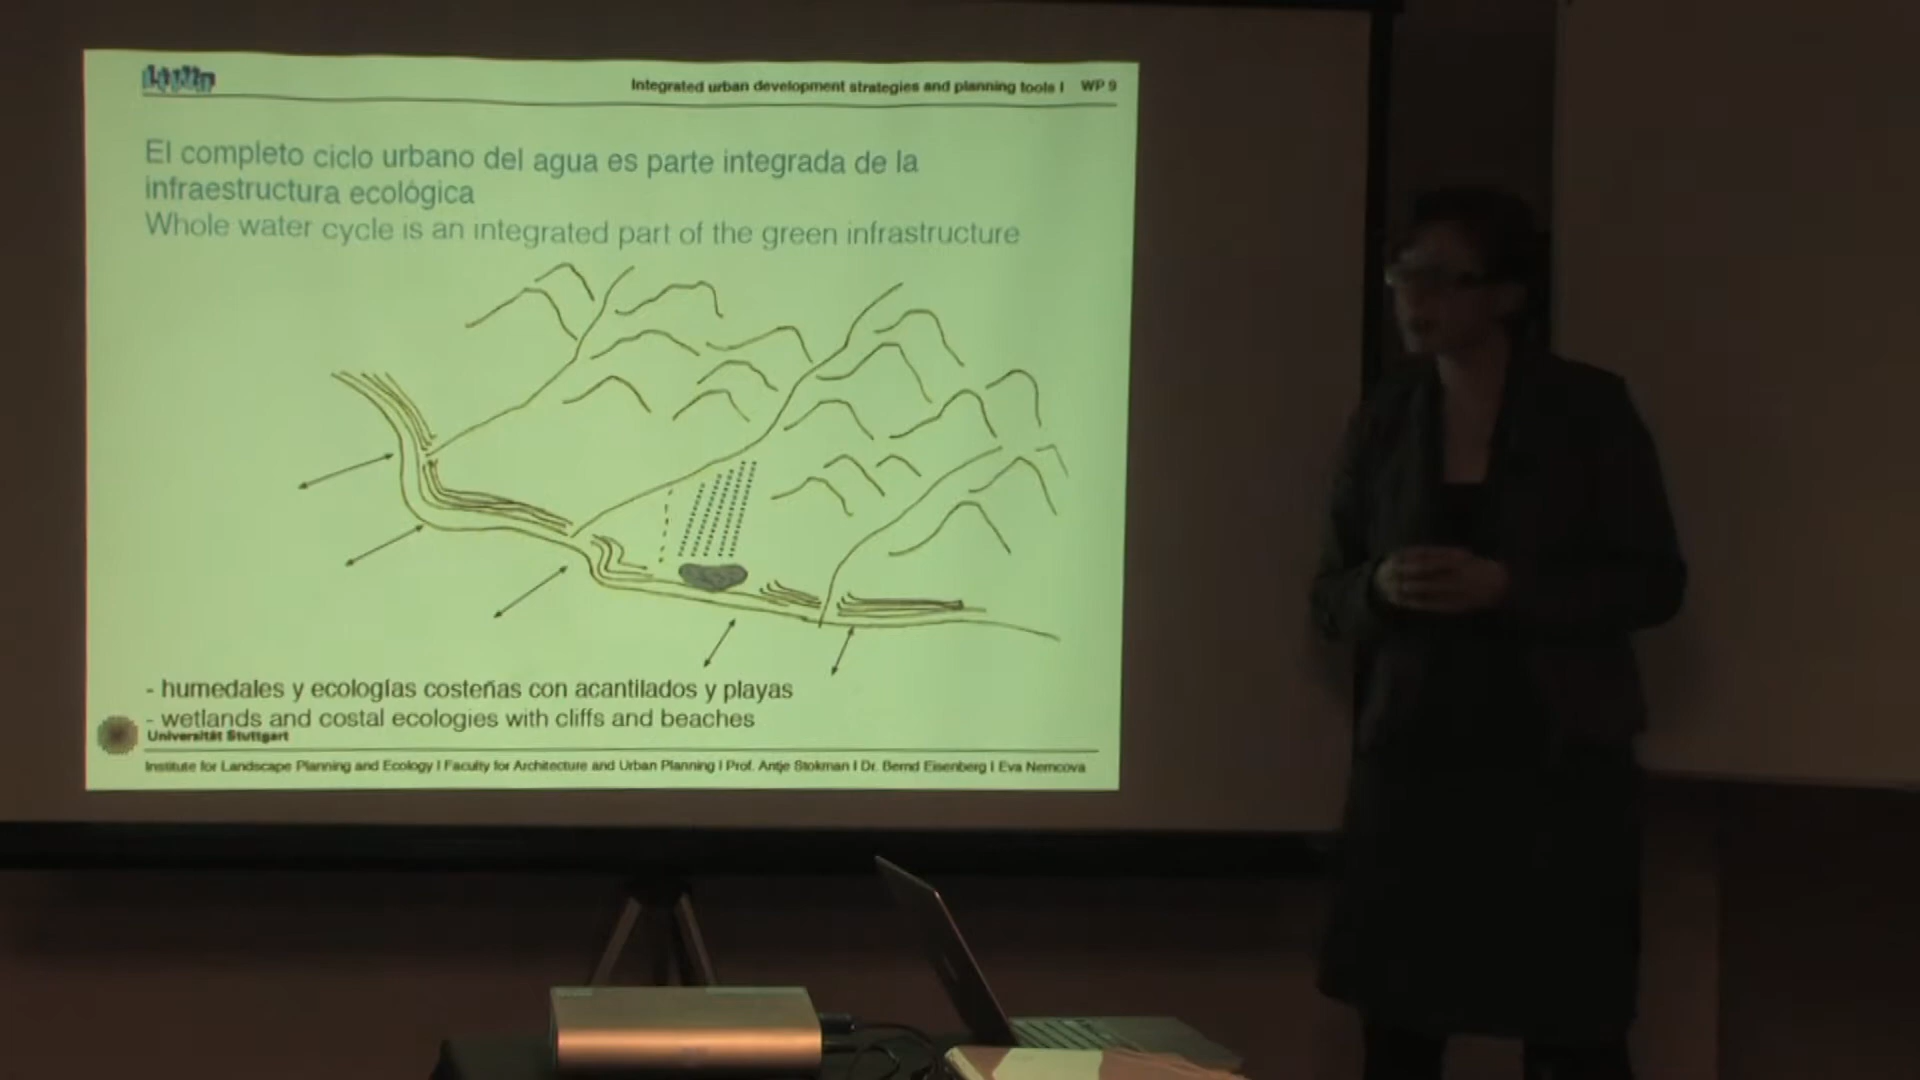 Integrated urban development strategies and planning tools I WP 9
El completo ciclo urbano del agua es parte integrada de la
infraestructura ecológica
Whole water cycle is an integrated part of the green infrastructure
- humedales y ecologías costeñas con acantilados y playas
- wetlands and costal ecologies with cliffs and beaches
Universität Stuttgart
Institute for Landscape Planning and Ecology I Faculty for Architecture and Urban Planning I Prof. Antje Stokman I Dr. Bernd Eisenberg I Eva Nemcova